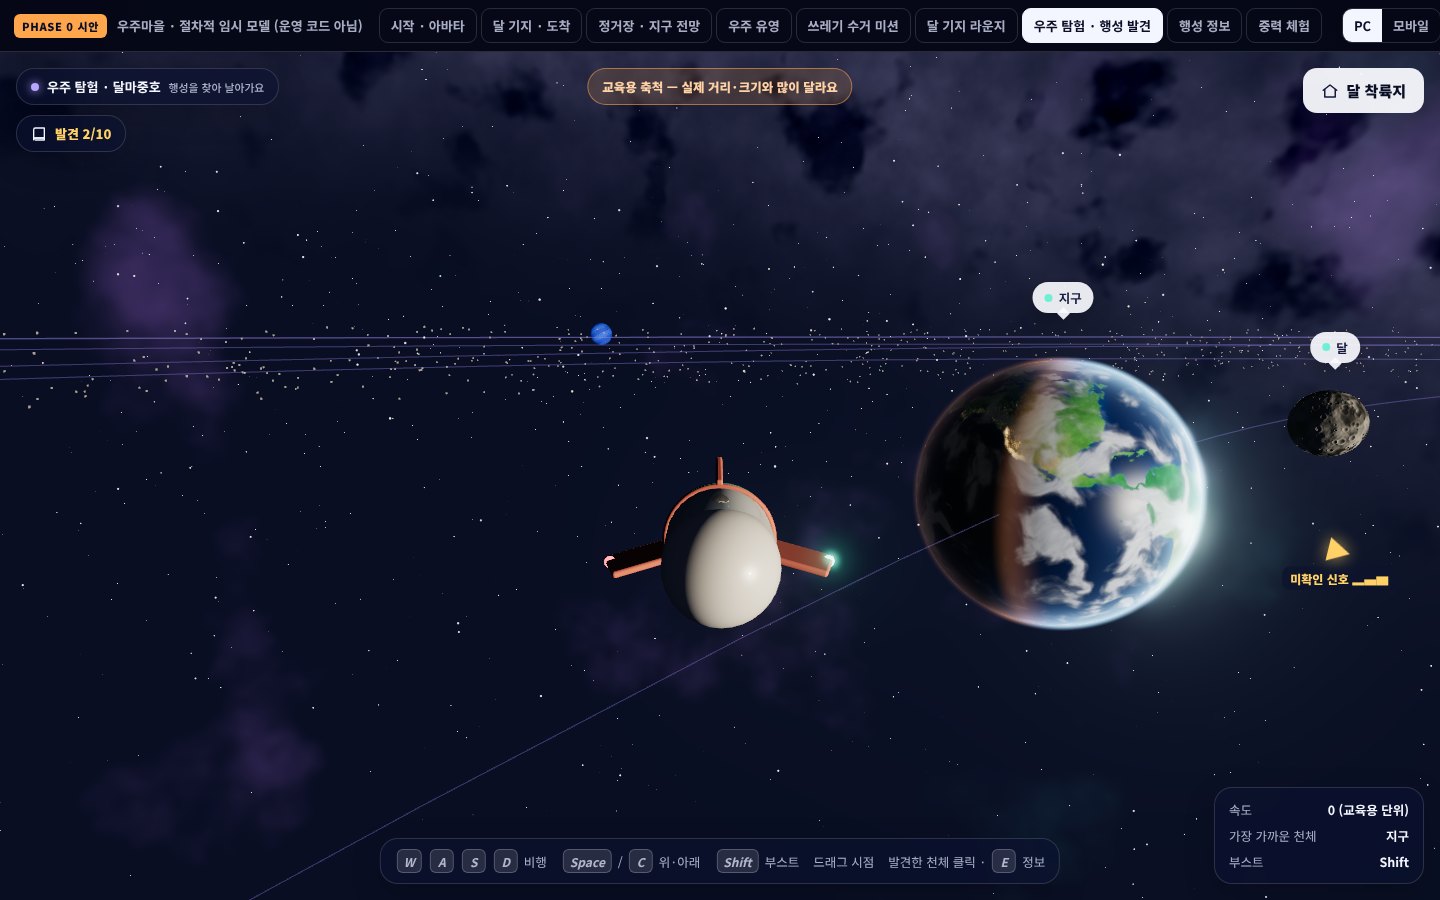 PHASE 0 시안 우주마을 · 절차적 임시 모델 (운영 코드 아님) 시작 · 아바타 달 기지 · 도착 정거장 · 지구 전망 우주 유영 쓰레기 수거 미션 달 기지 라운지 우주 탐험 · 행성 발견 행성 정보 중력 체험 PC 모바일
우주 탐험 · 달마중호 행성을 찾아 날아가요
교육용 축척 — 실제 거리·크기와 많이 달라요
달 착륙지
발견 2/10
지구
달
미확인 신호
속도 0 (교육용 단위)
가장 가까운 천체 지구
부스트 Shift
W A S D 비행 Space / C 위·아래 Shift 부스트 드래그 시점 발견한 천체 클릭 · E 정보